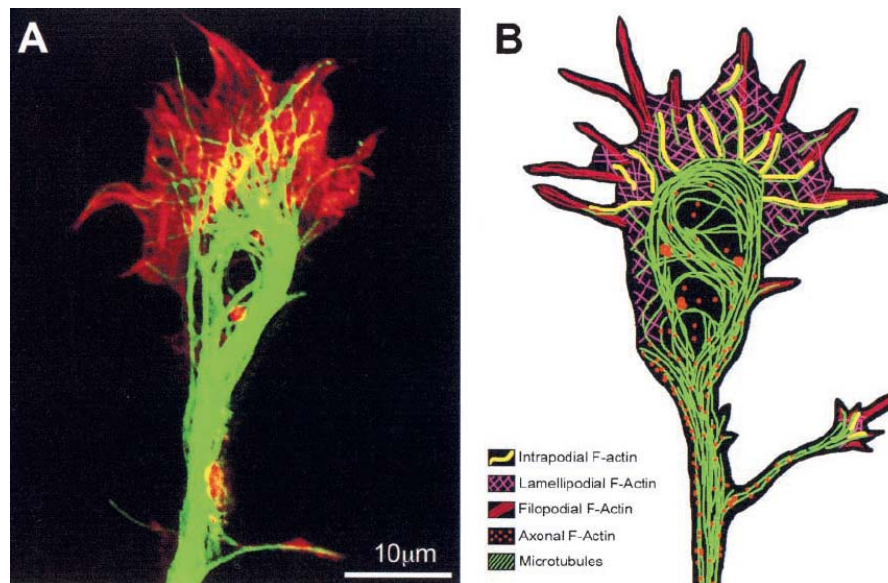 A
B
10μm
Intrapodial F-actin
Lamellipodial F-Actin
Filopodial F-Actin
Axonal F-Actin
Microtubules